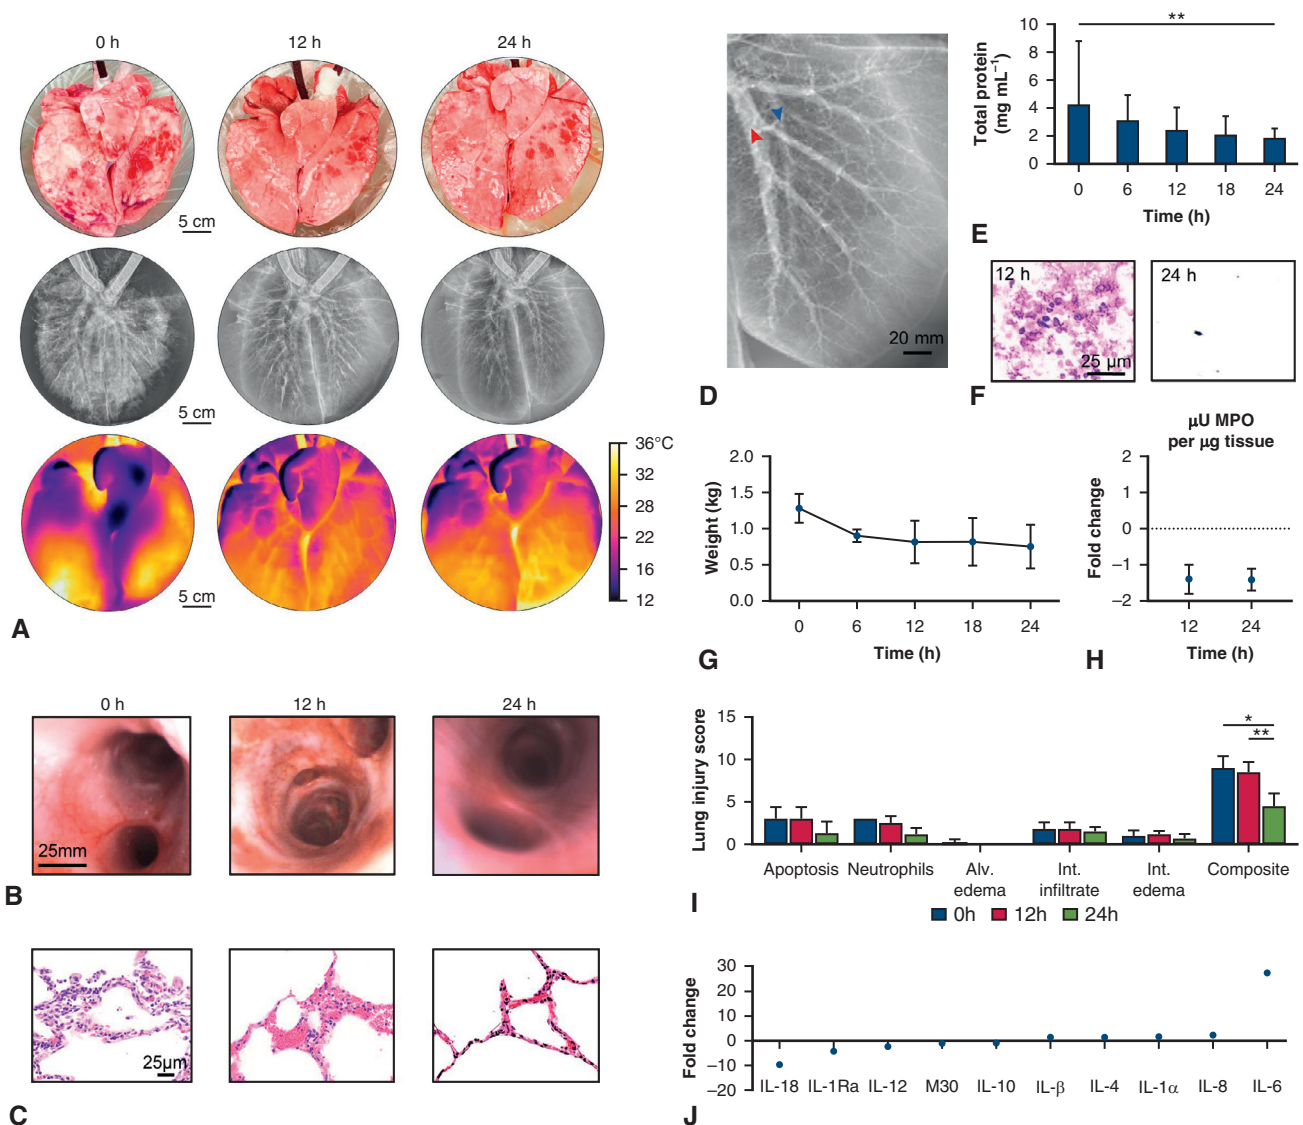 0 h
12 h
24 h
5 cm
5 cm
36°C
32
28
22
16
12
5 cm
A
0 h
12 h
24 h
25mm
B
25µm
C
20 mm
D
**
10
8
6
4
2
0
Total protein
(mg mL⁻¹)
0
6
12
18
24
Time (h)
E
12 h
25 µm
24 h
F
2.0
1.5
1.0
0.5
0.0
Weight (kg)
0
6
12
18
24
Time (h)
G
µU MPO
per µg tissue
2
1
0
−1
−2
Fold change
12
24
Time (h)
H
15
10
5
0
Lung injury score
*
**
Apoptosis
Neutrophils
Alv.
edema
Int.
infiltrate
Int.
edema
Composite
0h
12h
24h
I
30
20
10
0
−10
−20
Fold change
IL-18
IL-1Ra
IL-12
M30
IL-10
IL-β
IL-4
IL-1α
IL-8
IL-6
J